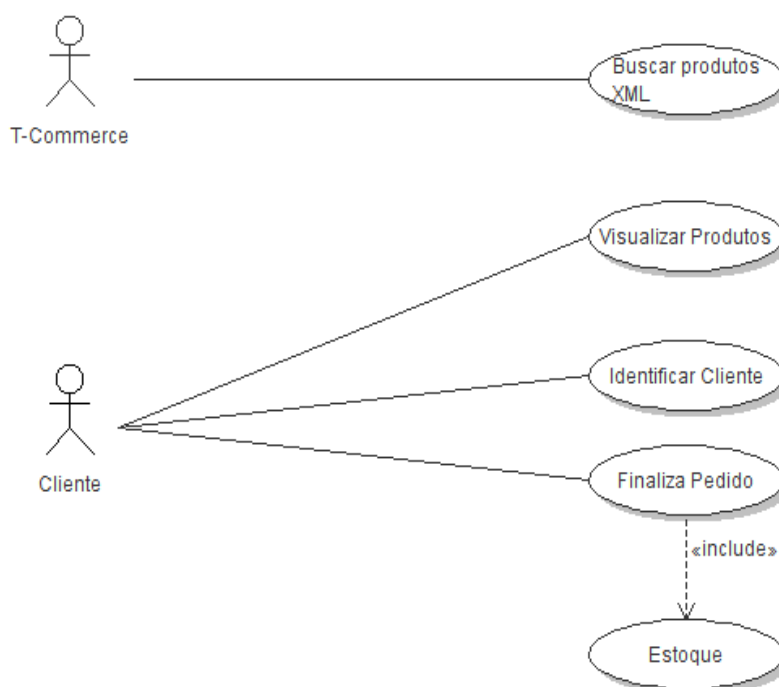 Buscar produtos
XML
T-Commerce
Visualizar Produtos
Identificar Cliente
Cliente
Finaliza Pedido
«include»
Estoque